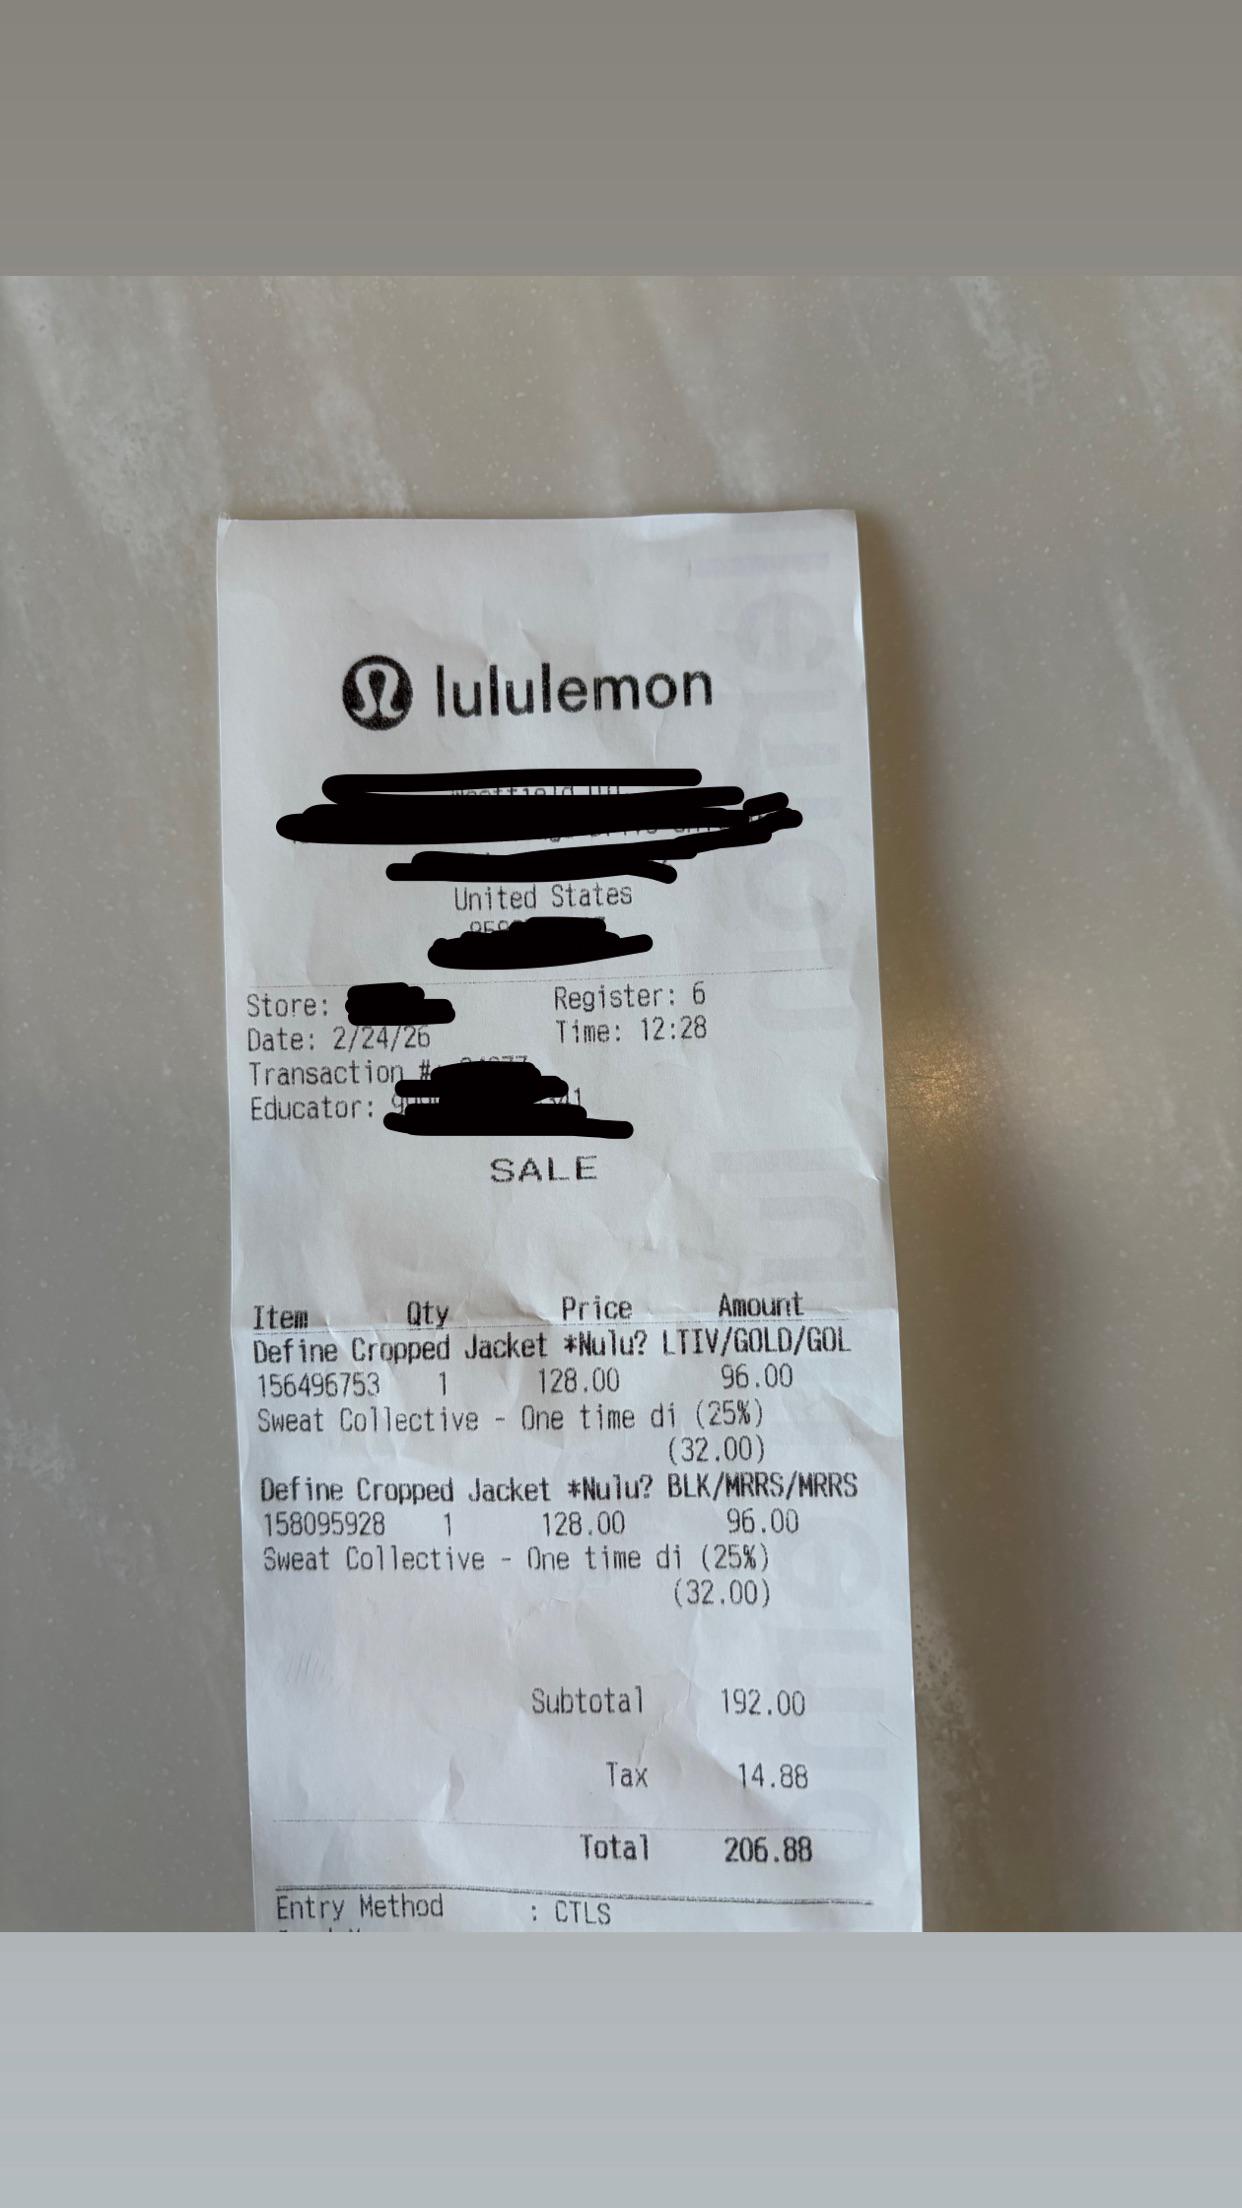 lululemon
United States
Store:
Register: 6
Date: 2/24/26
Time: 12:28
Transaction #:
Educator:
SALE
Item Qty Price Amount
Define Cropped Jacket *Nulu? LTIV/GOLD/GOL
156496753 1 128.00 96.00
Sweat Collective - One time di (25%)
(32.00)
Define Cropped Jacket *Nulu? BLK/MRRS/MRRS
158095928 1 128.00 96.00
Sweat Collective - One time di (25%)
(32.00)
Subtotal 192.00
Tax 14.88
Total 206.88
Entry Method : CTLS